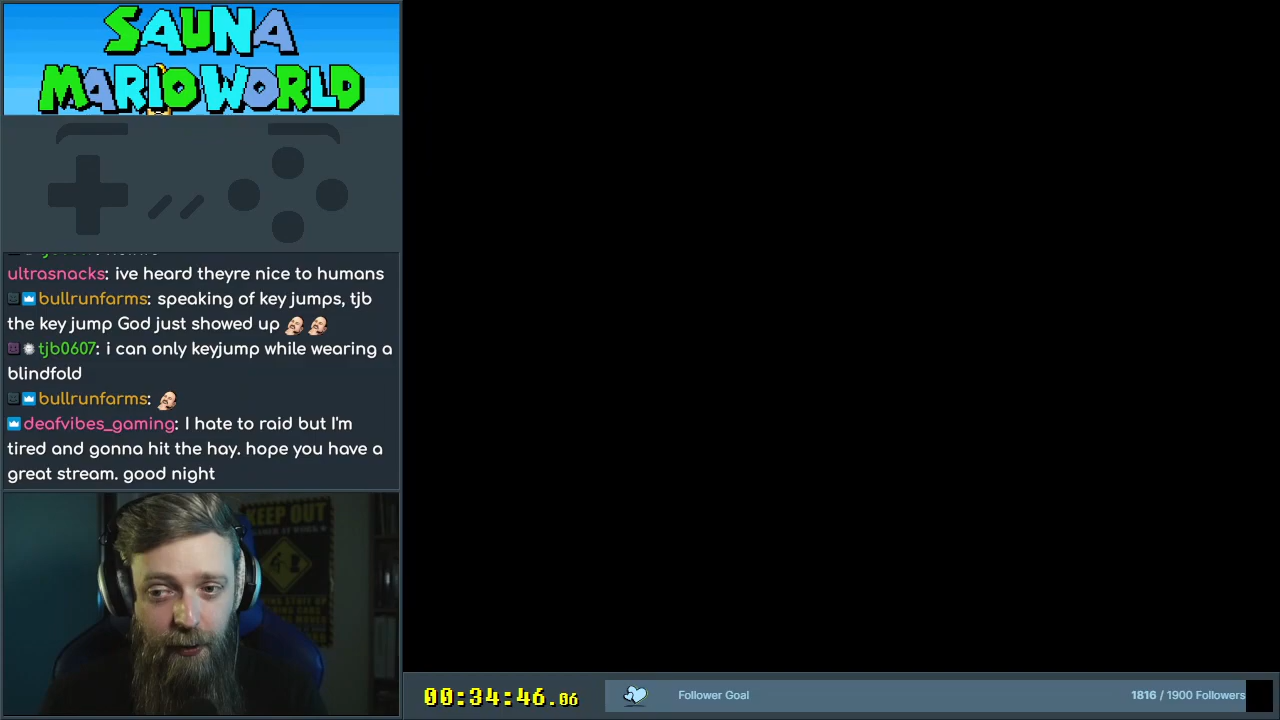 SAUNA
MARIO WORLD
ultrasnacks: ive heard theyre nice to humans
bullrunfarms: speaking of key jumps, tjb
the key jump God just showed up
tjb0607: i can only keyjump while wearing a
blindfold
bullrunfarms:
deafvibes_gaming: I hate to raid but I'm
tired and gonna hit the hay. hope you have a
great stream. good night
KEEP OUT
00:34:46.06
Follower Goal
1816 / 1900 Followers